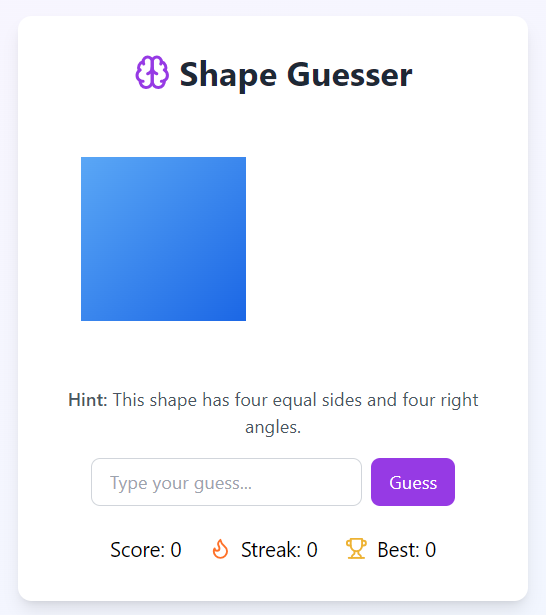 Shape Guesser
Hint: This shape has four equal sides and four right
angles.
Type your guess...
Guess
Score: 0
Streak: 0
Best: 0